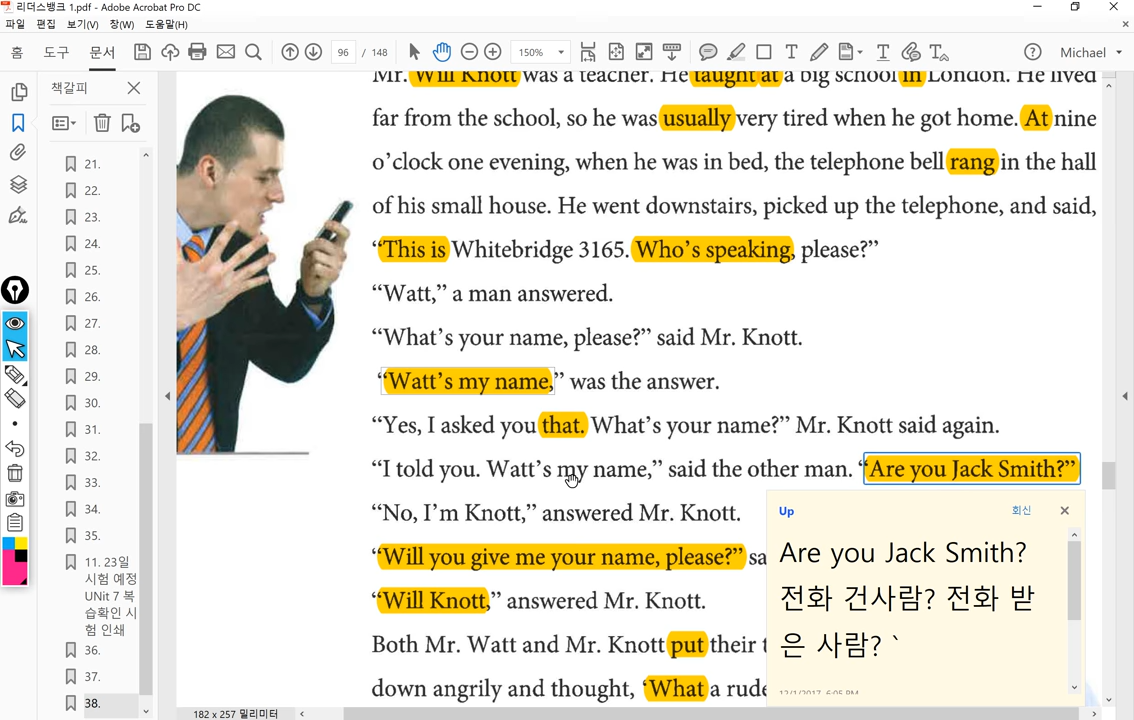 리더스뱅크 1.pdf - Adobe Acrobat Pro DC
파일 편집 보기(V) 창(W) 도움말(H)
홈 도구 문서 96 / 148 150% Michael
책갈피
21.
22.
23.
24.
25.
26.
27.
28.
29.
30.
31.
32.
33.
34.
35.
11. 23일
시험 예정
UNit 7 복
습확인 시
험 인쇄
36.
37.
38.
Mr. Will Knott was a teacher. He taught at a big school in London. He lived
far from the school, so he was usually very tired when he got home. At nine
o’clock one evening, when he was in bed, the telephone bell rang in the hall
of his small house. He went downstairs, picked up the telephone, and said,
“This is Whitebridge 3165. Who’s speaking, please?”
“Watt,” a man answered.
“What’s your name, please?” said Mr. Knott.
“Watt’s my name,” was the answer.
“Yes, I asked you that. What’s your name?” Mr. Knott said again.
“I told you. Watt’s my name,” said the other man. “Are you Jack Smith?”
“No, I’m Knott,” answered Mr. Knott.
“Will you give me your name, please?” sa
“Will Knott,” answered Mr. Knott.
Both Mr. Watt and Mr. Knott put their t
down angrily and thought, ‘What a rude
Up 회신
Are you Jack Smith?
전화 건사람? 전화 받
은 사람? `
12/1/2017 6:05 PM
182 x 257 밀리미터